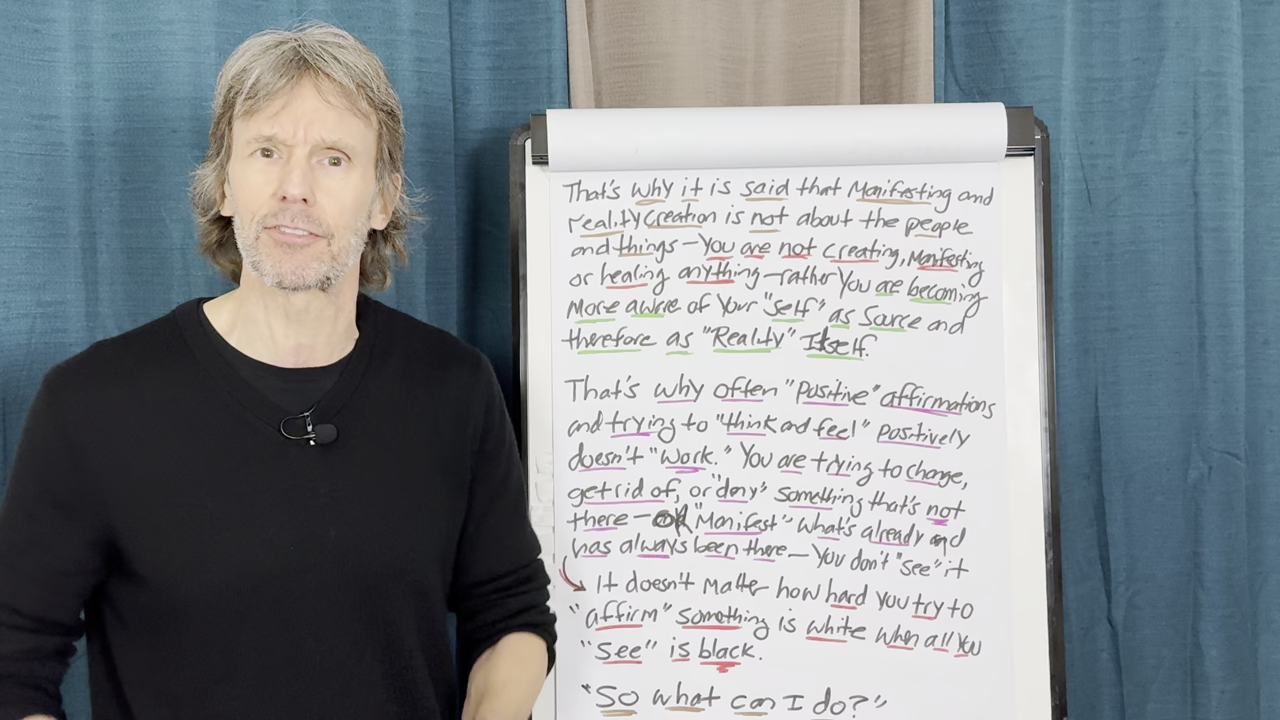 That's why it is said that Manifesting and
reality creation is not about the people
and things – You are not creating, Manifesting
or healing anything – rather You are becoming
More aware of Your "Self" as Source and
therefore as "Reality" Itself.
That's why often "positive" affirmations
and trying to "think and feel" positively
doesn't "work." You are trying to change,
get rid of, or "deny" something that's not
there – OR "Manifest" what's already and
has always been there – You don't "see" it
It doesn't Matter how hard you try to
"affirm" something is white when all You
"see" is black.
"So what can I do?"